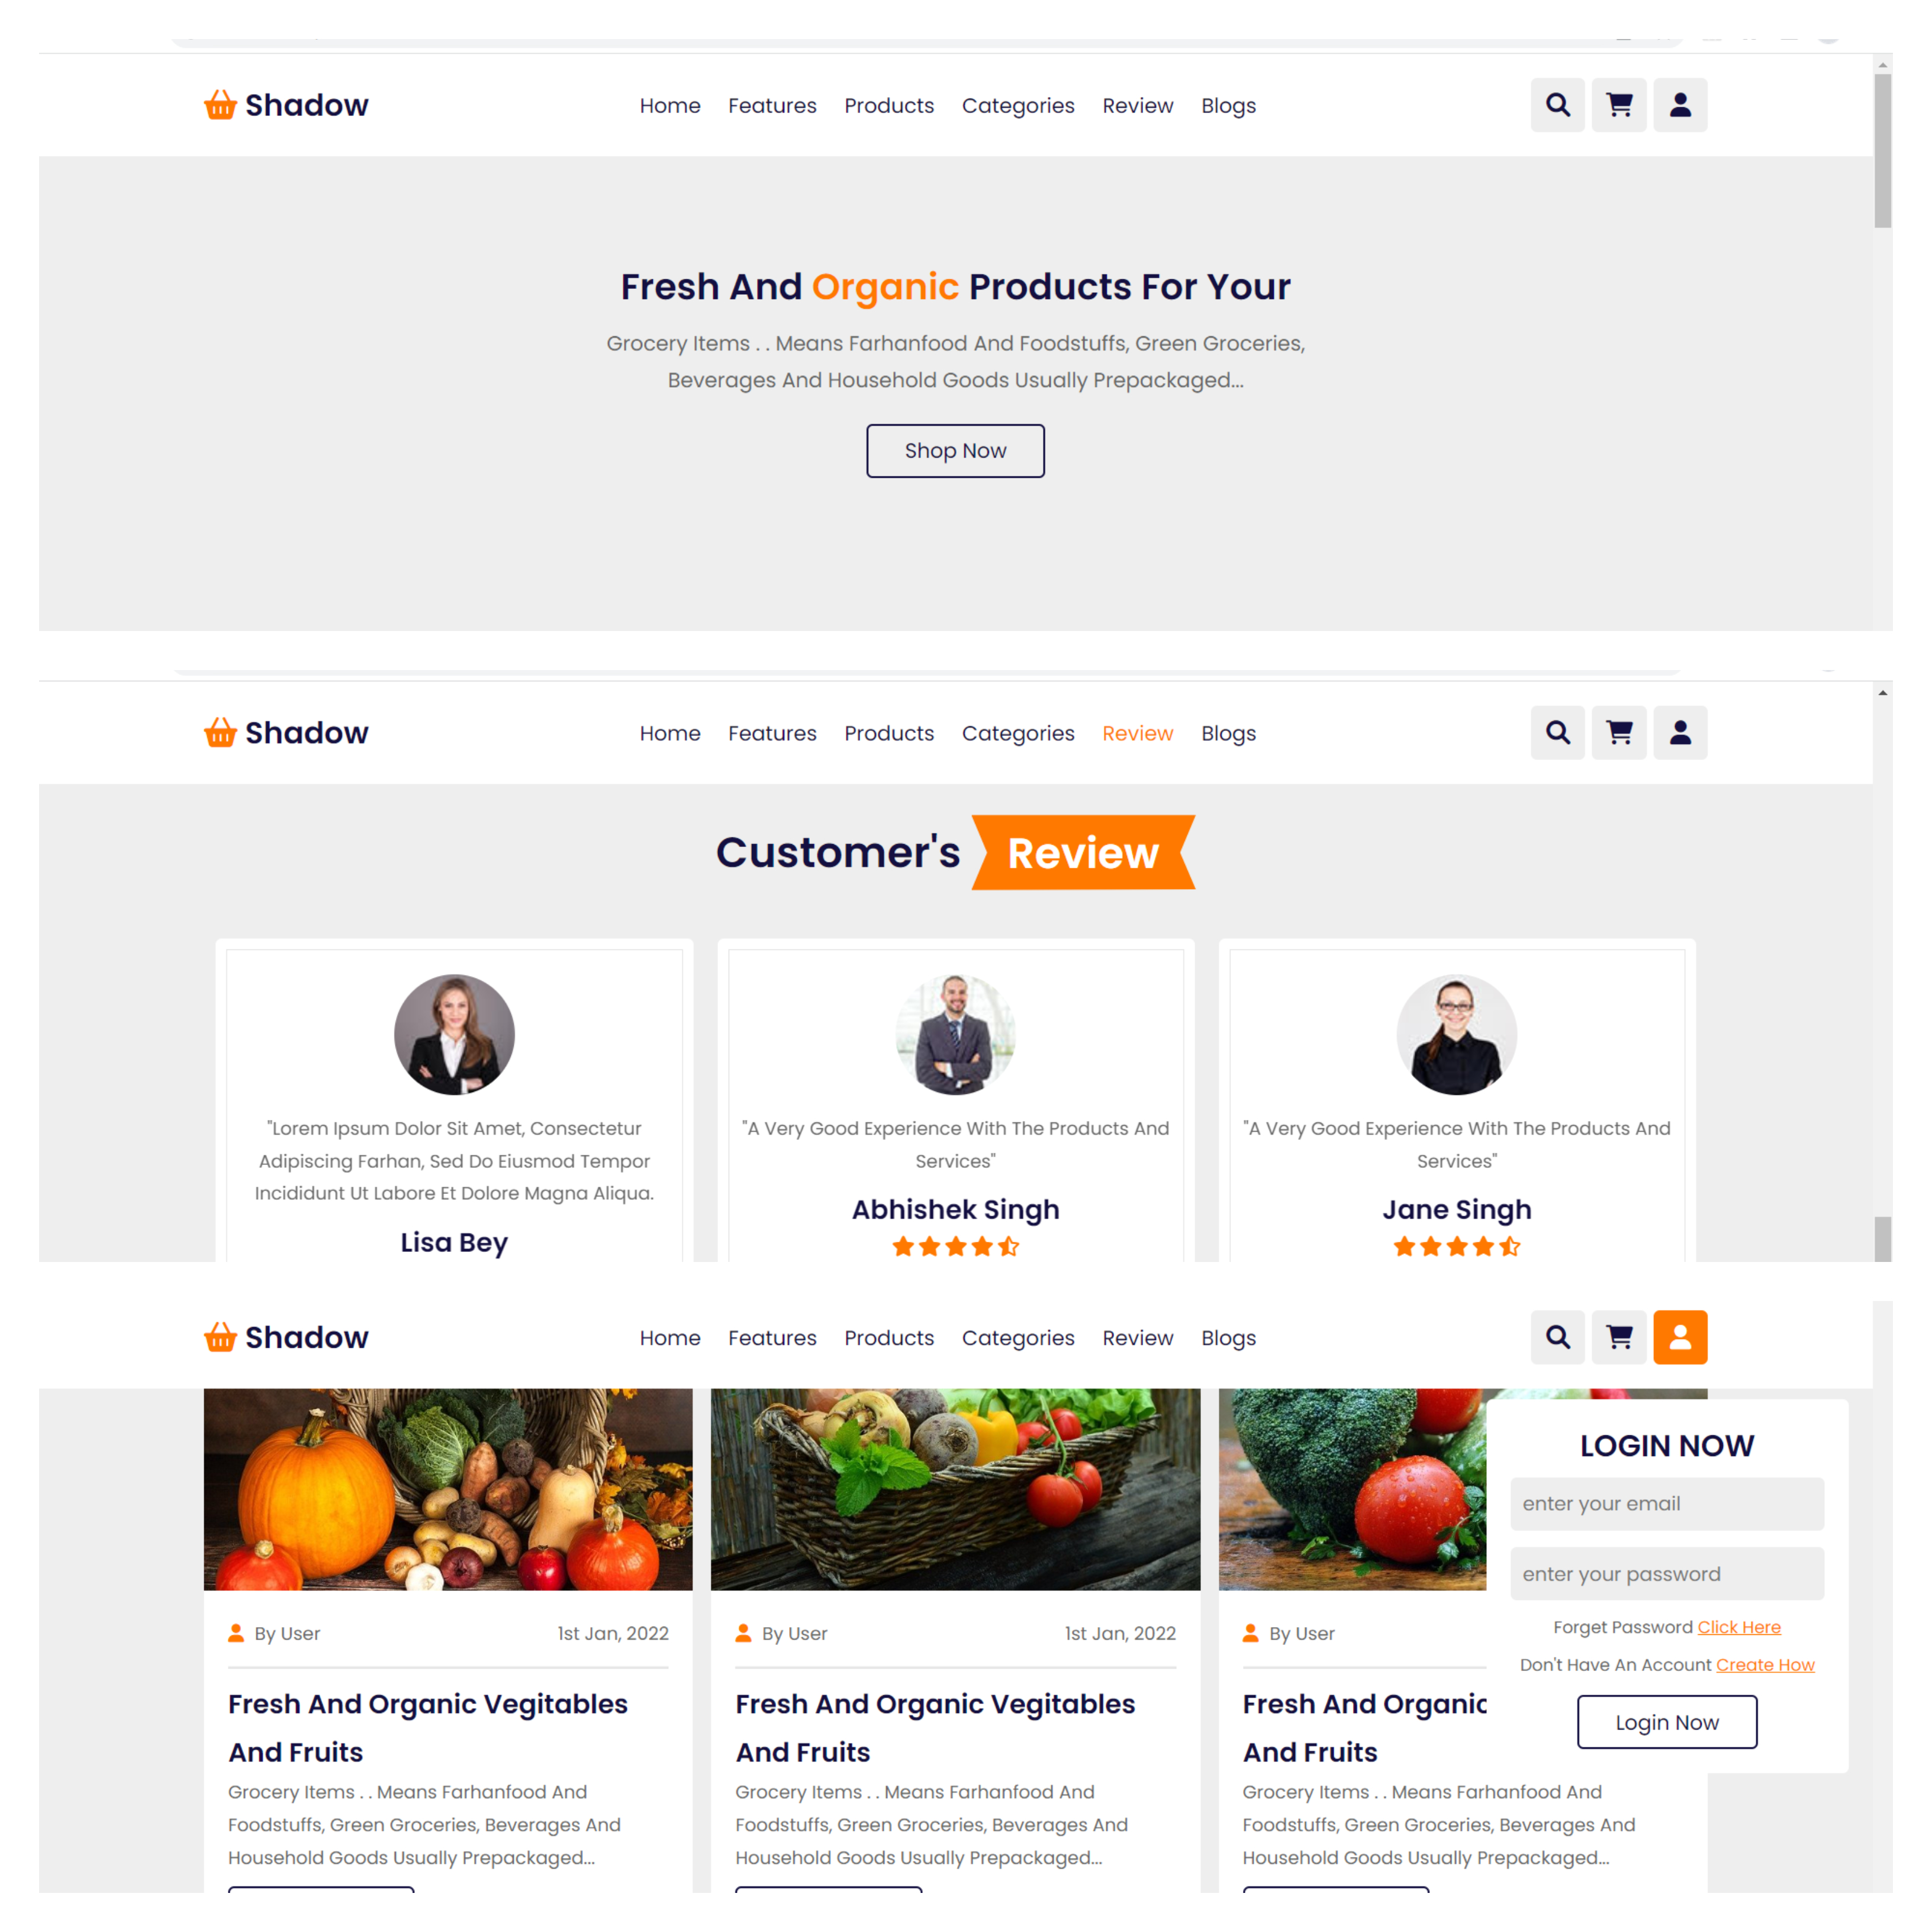 Shadow
Home Features Products Categories Review Blogs
Fresh And Organic Products For Your
Grocery Items . . Means Farhanfood And Foodstuffs, Green Groceries,
Beverages And Household Goods Usually Prepackaged...
Shop Now
Shadow
Home Features Products Categories Review Blogs
Customer's Review
"Lorem Ipsum Dolor Sit Amet, Consectetur
Adipiscing Farhan, Sed Do Eiusmod Tempor
Incididunt Ut Labore Et Dolore Magna Aliqua.
Lisa Bey
"A Very Good Experience With The Products And
Services"
Abhishek Singh
"A Very Good Experience With The Products And
Services"
Jane Singh
Shadow
Home Features Products Categories Review Blogs
By User 1st Jan, 2022
Fresh And Organic Vegitables
And Fruits
Grocery Items . . Means Farhanfood And
Foodstuffs, Green Groceries, Beverages And
Household Goods Usually Prepackaged...
By User 1st Jan, 2022
Fresh And Organic Vegitables
And Fruits
Grocery Items . . Means Farhanfood And
Foodstuffs, Green Groceries, Beverages And
Household Goods Usually Prepackaged...
By User
Fresh And Organic
And Fruits
Grocery Items . . Means Farhanfood And
Foodstuffs, Green Groceries, Beverages And
Household Goods Usually Prepackaged...
LOGIN NOW
enter your email
enter your password
Forget Password Click Here
Don't Have An Account Create How
Login Now